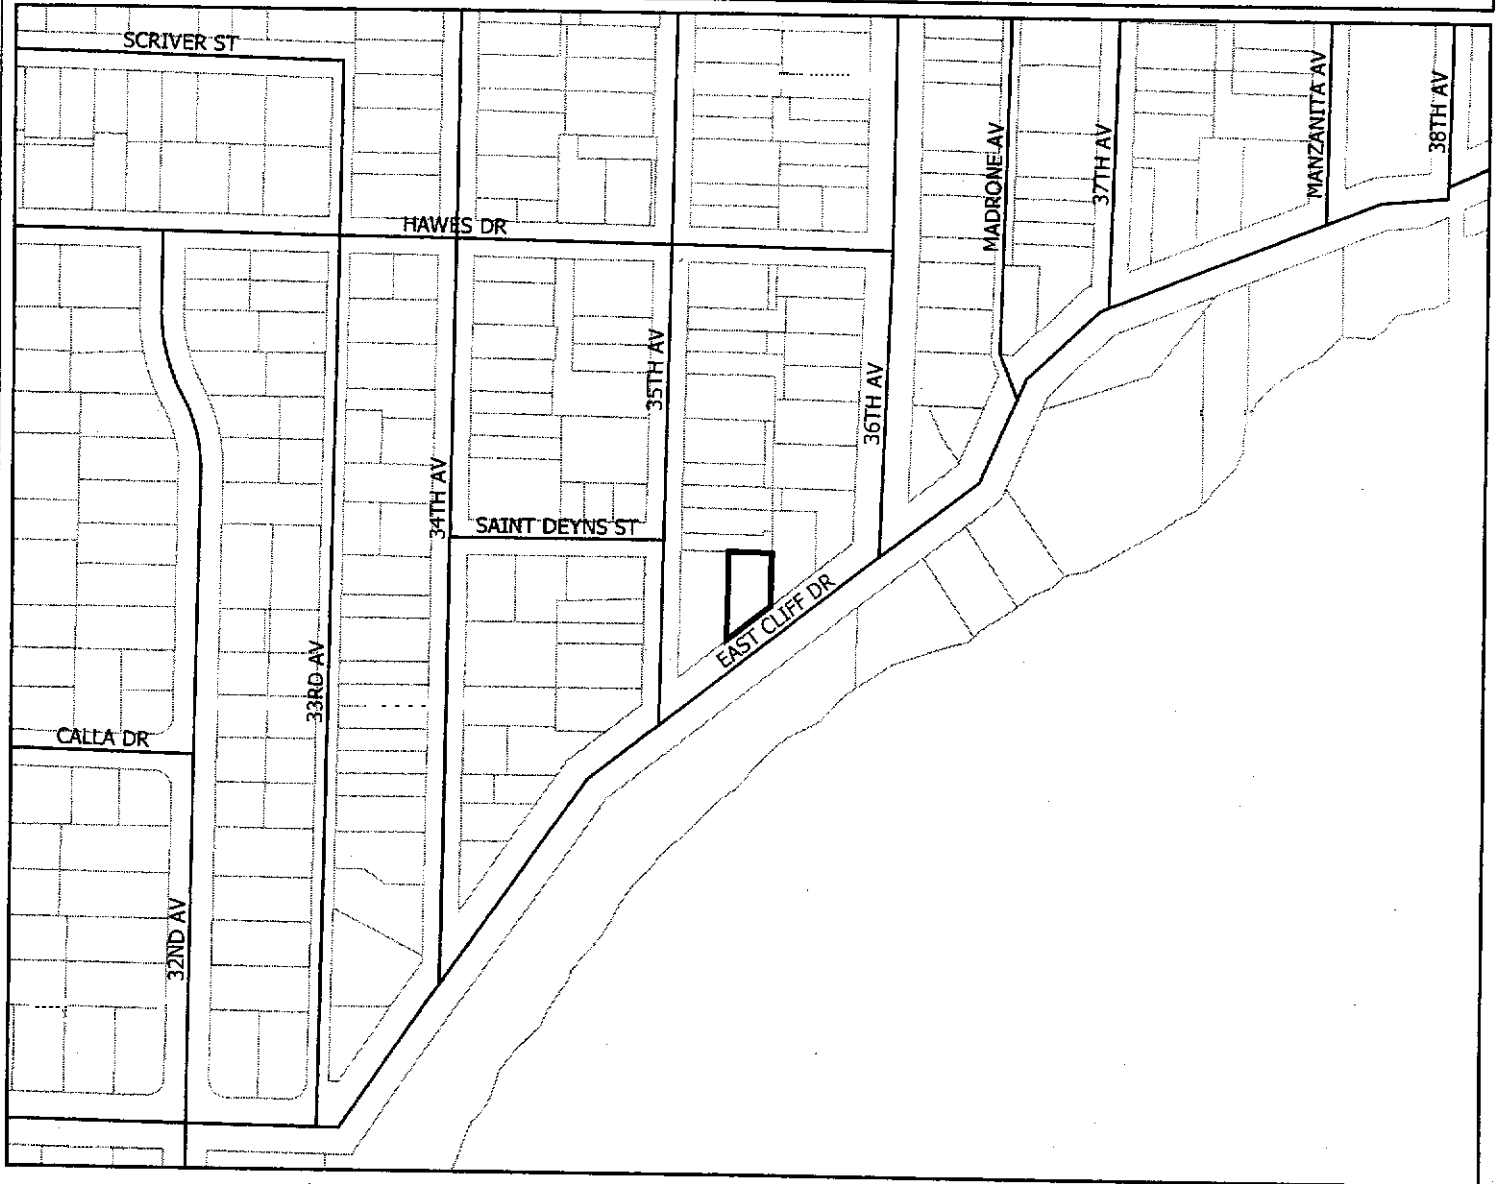 SCRIVER ST
MANZANITA AV
38TH AV
MADRONE AV
37TH AV
HAWES DR
35TH AV
36TH AV
34TH AV
SAINT DEYNS ST
EAST CLIFF DR
33RD AV
CALLA DR
32ND AV